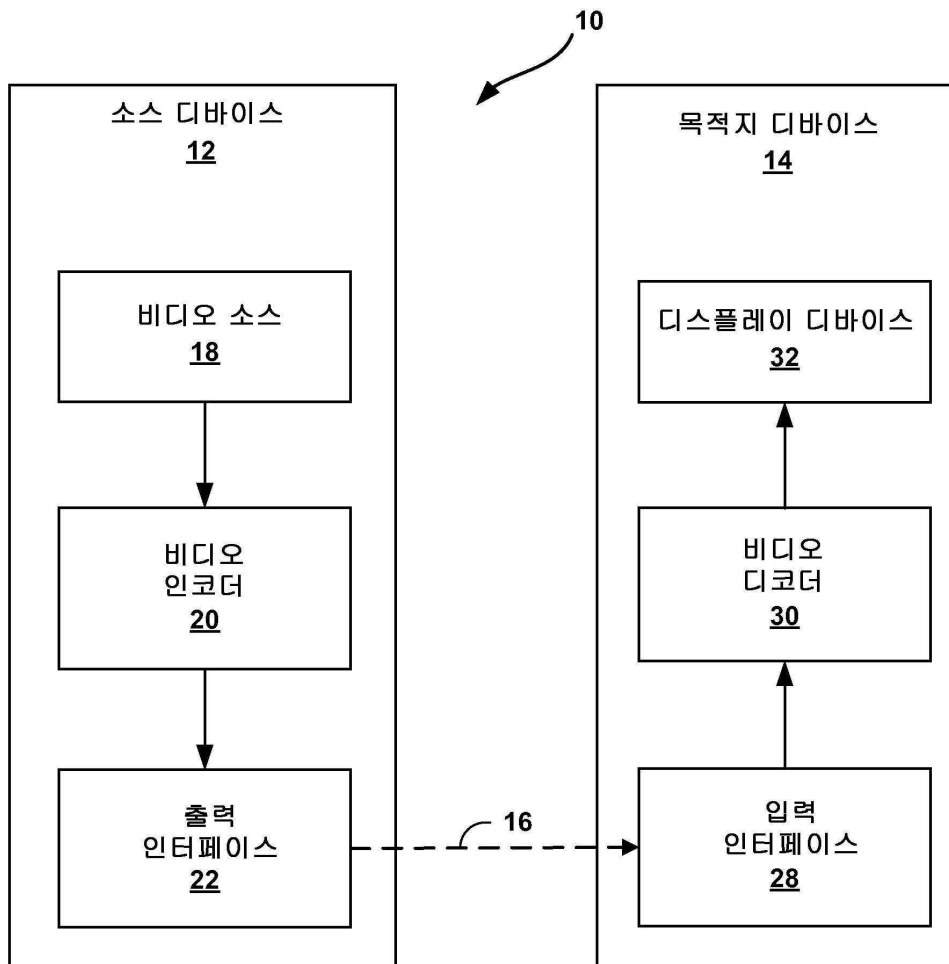 10
소스 디바이스
12
비디오 소스
18
비디오
인코더
20
출력
인터페이스
22
16
목적지 디바이스
14
디스플레이 디바이스
32
비디오
디코더
30
입력
인터페이스
28